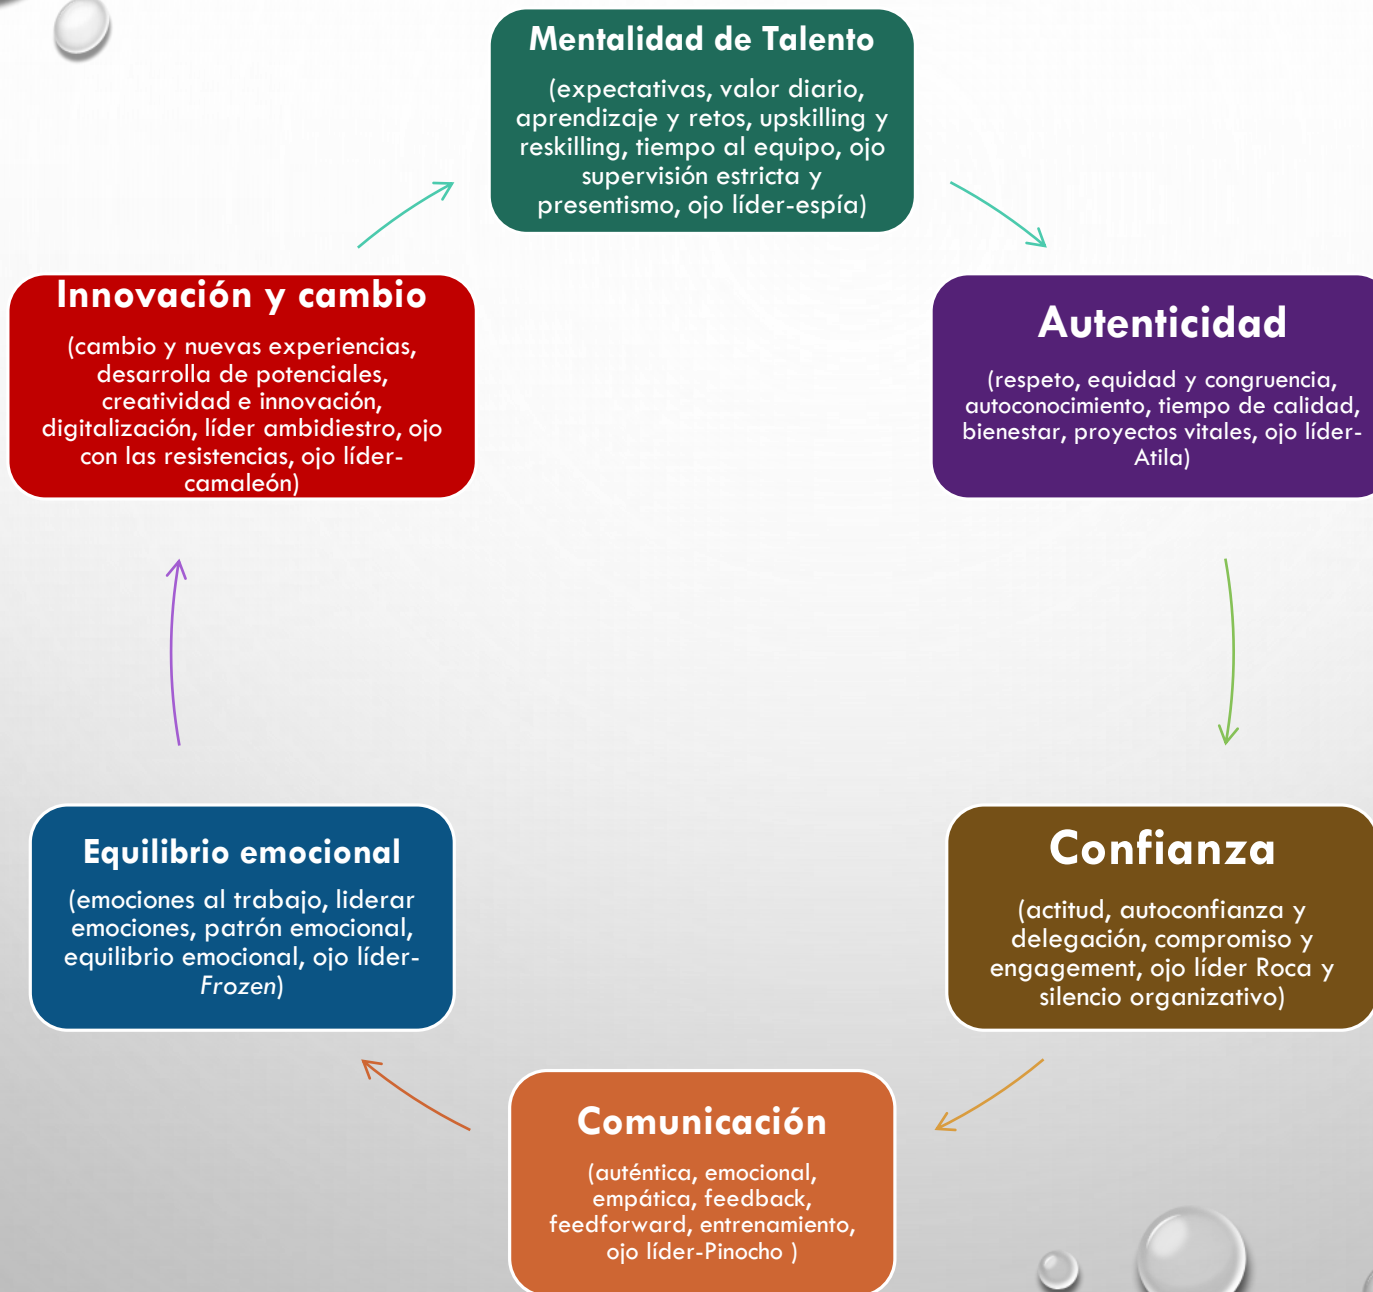 Mentalidad de Talento
(expectativas, valor diario,
aprendizaje y retos, upskilling y
reskilling, tiempo al equipo, ojo
supervisión estricta y
presentismo, ojo líder-espía)
Autenticidad
(respeto, equidad y congruencia,
autoconocimiento, tiempo de calidad,
bienestar, proyectos vitales, ojo líder-
Atila)
Confianza
(actitud, autoconfianza y
delegación, compromiso y
engagement, ojo líder Roca y
silencio organizativo)
Comunicación
(auténtica, emocional,
empática, feedback,
feedforward, entrenamiento,
ojo líder-Pinocho )
Equilibrio emocional
(emociones al trabajo, liderar
emociones, patrón emocional,
equilibrio emocional, ojo líder-
Frozen)
Innovación y cambio
(cambio y nuevas experiencias,
desarrolla de potenciales,
creatividad e innovación,
digitalización, líder ambidiestro, ojo
con las resistencias, ojo líder-
camaleón)